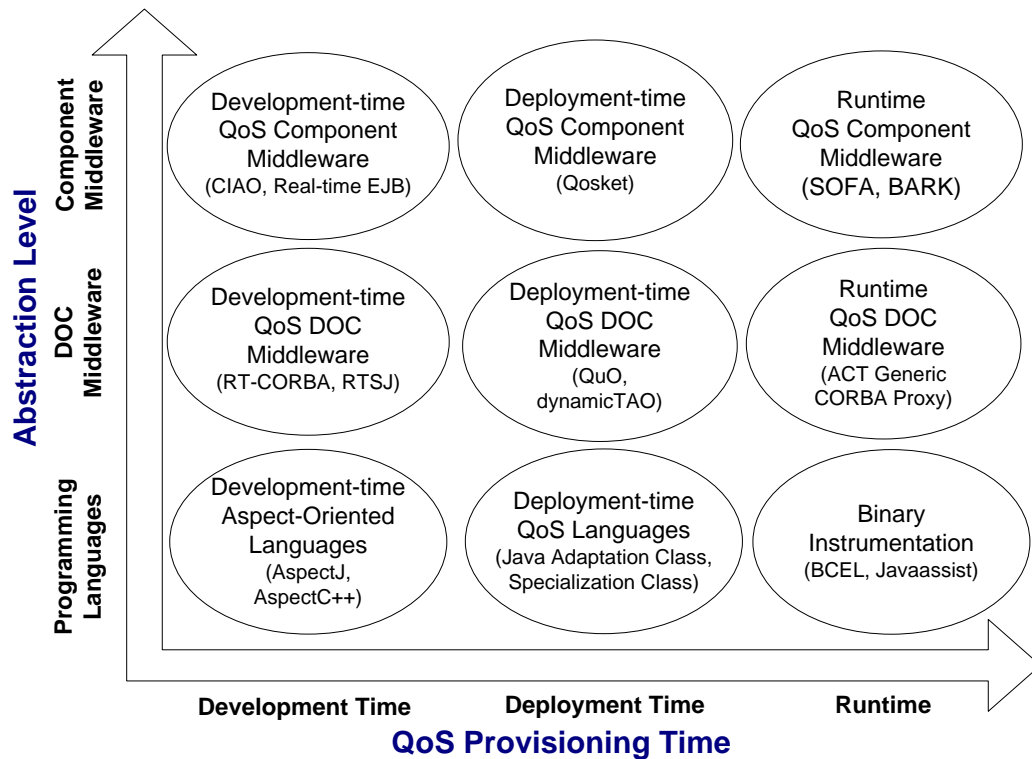 Abstraction Level
Component
Middleware
Development-time
QoS Component
Middleware
(CIAO, Real-time EJB)
Deployment-time
QoS Component
Middleware
(Qosket)
Runtime
QoS Component
Middleware
(SOFA, BARK)
DOC
Middleware
Development-time
QoS DOC
Middleware
(RT-CORBA, RTSJ)
Deployment-time
QoS DOC
Middleware
(QuO,
dynamicTAO)
Runtime
QoS DOC
Middleware
(ACT Generic
CORBA Proxy)
Programming
Languages
Development-time
Aspect-Oriented
Languages
(AspectJ,
AspectC++)
Deployment-time
QoS Languages
(Java Adaptation Class,
Specialization Class)
Binary
Instrumentation
(BCEL, Javaassist)
Development Time
Deployment Time
Runtime
QoS Provisioning Time